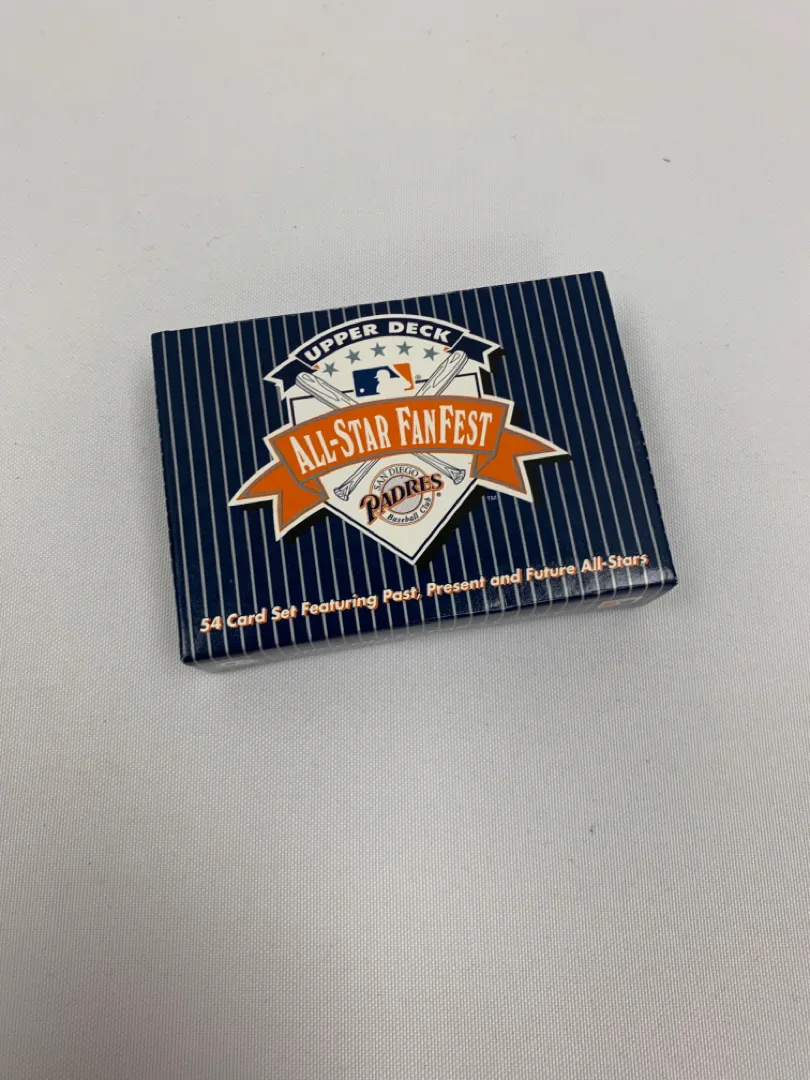 UPPER DECK
®
ALL-STAR FANFEST
SAN DIEGO
PADRES®
Baseball Club
™
54 Card Set Featuring Past, Present and Future All-Stars